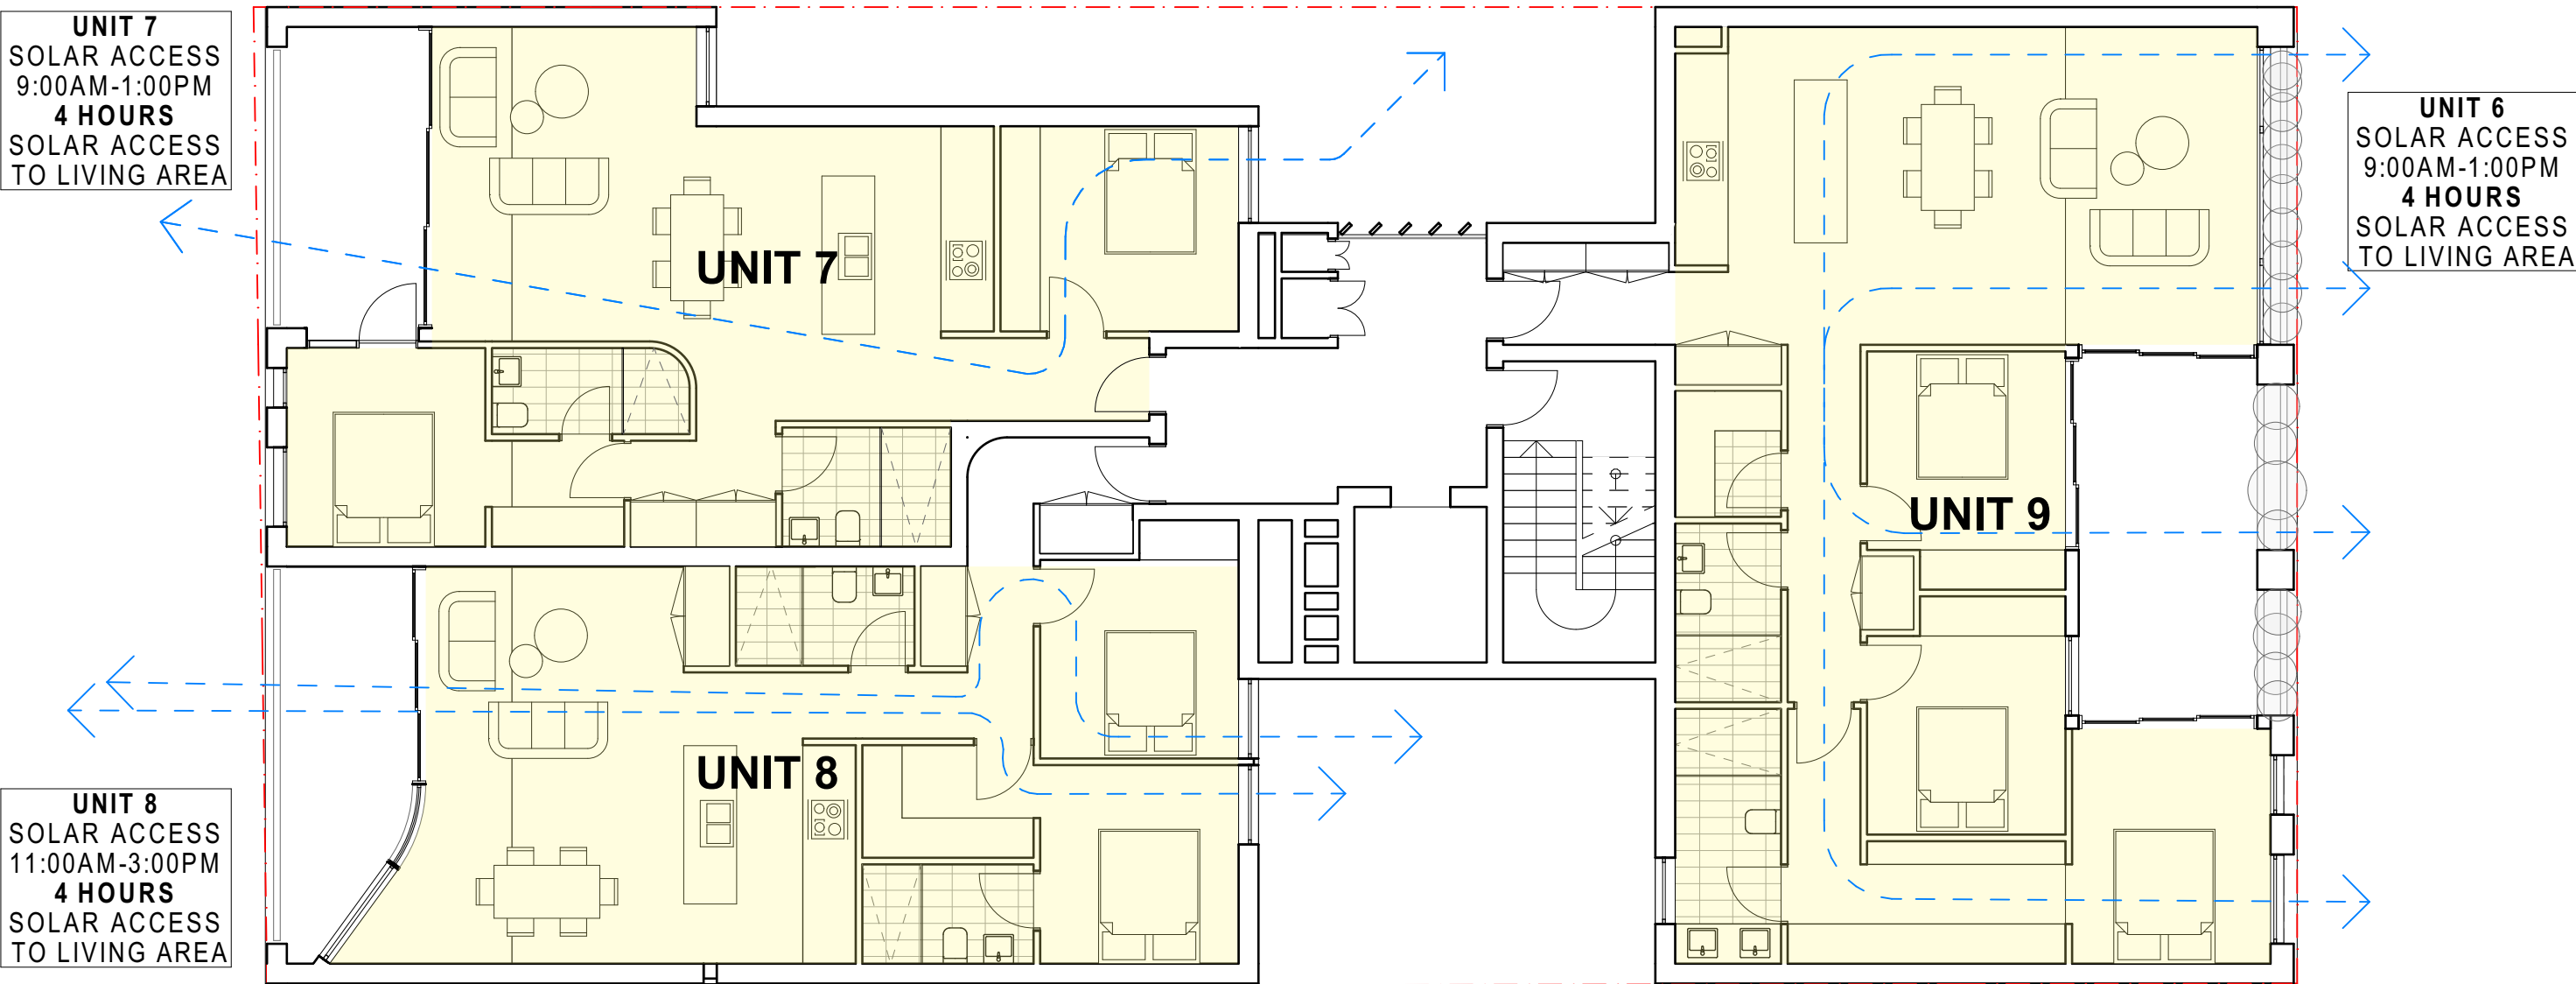 UNIT 7
SOLAR ACCESS
9:00AM-1:00PM
4 HOURS
SOLAR ACCESS
TO LIVING AREA
UNIT 6
SOLAR ACCESS
9:00AM-1:00PM
4 HOURS
SOLAR ACCESS
TO LIVING AREA
UNIT 7
UNIT 9
UNIT 8
UNIT 8
SOLAR ACCESS
11:00AM-3:00PM
4 HOURS
SOLAR ACCESS
TO LIVING AREA